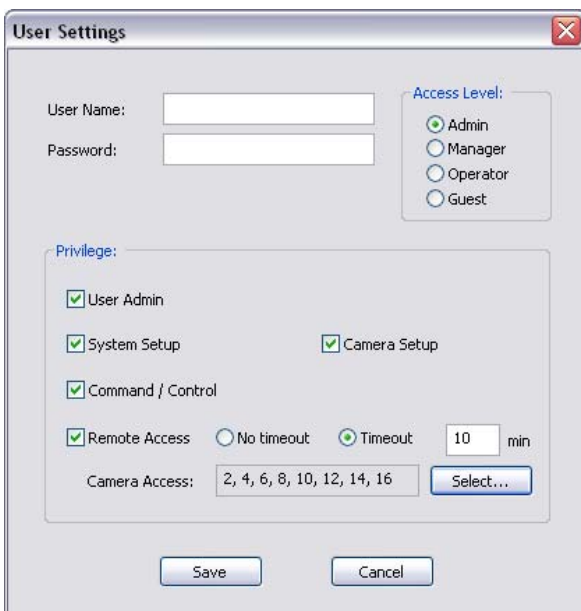 User Settings
User Name:
Password:
Access Level:
Admin
Manager
Operator
Guest
Privilege:
User Admin
System Setup
Camera Setup
Command / Control
Remote Access No timeout Timeout 10 min
Camera Access: 2, 4, 6, 8, 10, 12, 14, 16 Select...
Save Cancel